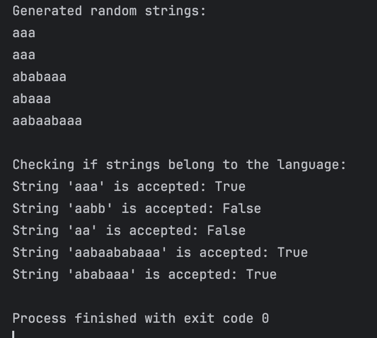 Generated random strings:
aaa
aaa
ababaaa
abaaa
aabaabaaa
Checking if strings belong to the language:
String 'aaa' is accepted: True
String 'aabb' is accepted: False
String 'aa' is accepted: False
String 'aabaababaaa' is accepted: True
String 'ababaaa' is accepted: True
Process finished with exit code 0